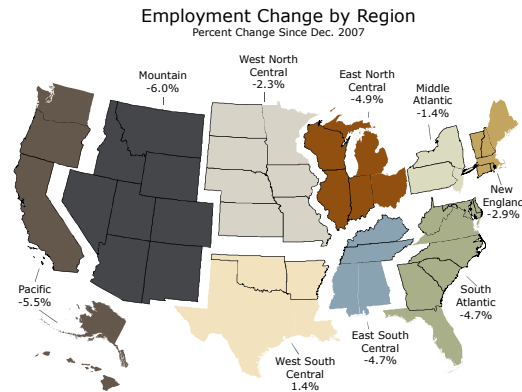 Employment Change by Region
Percent Change Since Dec. 2007
West North
Central
-2.3%
Mountain
-6.0%
East North
Central
-4.9%
Middle
Atlantic
-1.4%
New
England
-2.9%
Pacific
-5.5%
South
Atlantic
-4.7%
East South
Central
-4.7%
West South
Central
1.4%